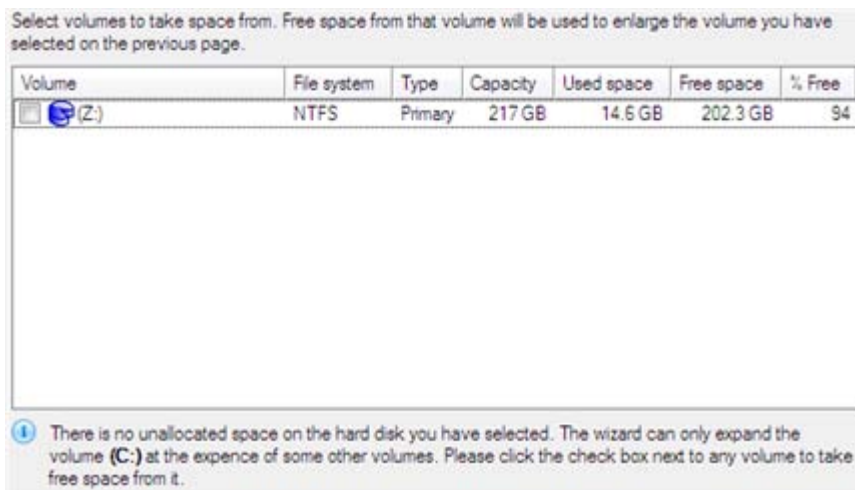 Select volumes to take space from. Free space from that volume will be used to enlarge the volume you have
selected on the previous page.
Volume File system Type Capacity Used space Free space % Free
(Z:) NTFS Primary 217 GB 14.6 GB 202.3 GB 94
There is no unallocated space on the hard disk you have selected. The wizard can only expand the
volume (C:) at the expence of some other volumes. Please click the check box next to any volume to take
free space from it.